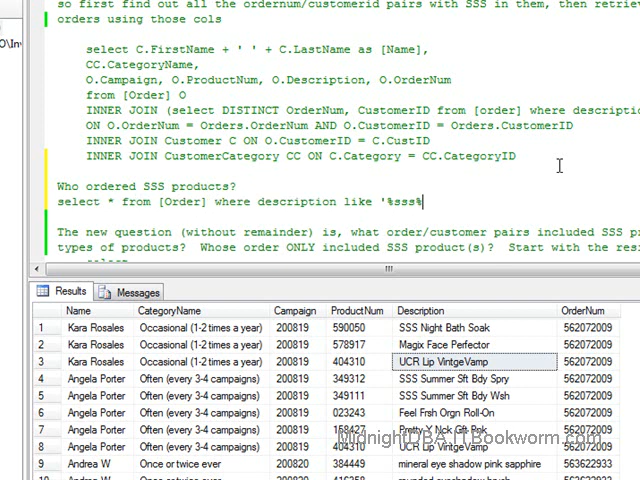 so first find out all the ordernum/customerid pairs with SSS in them, then retrie
orders using those cols
O\In
select C.FirstName + ' ' + C.LastName as [Name],
CC.CategoryName,
O.Campaign, O.ProductNum, O.Description, O.OrderNum
from [Order] O
INNER JOIN (select DISTINCT OrderNum, CustomerID from [order] where descriptio
ON O.OrderNum = Orders.OrderNum AND O.CustomerID = Orders.CustomerID
INNER JOIN Customer C ON O.CustomerID = C.CustID
INNER JOIN CustomerCategory CC ON C.Category = CC.CategoryID
Who ordered SSS products?
select * from [Order] where description like '%sss%
The new question (without remainder) is, what order/customer pairs included SSS p
types of products? Whose order ONLY included SSS product(s)? Start with the res
select
Results Messages
Name CategoryName Campaign ProductNum Description OrderNum
1 Kara Rosales Occasional (1-2 times a year) 200819 590050 SSS Night Bath Soak 562072009
2 Kara Rosales Occasional (1-2 times a year) 200819 578917 Magix Face Perfector 562072009
3 Kara Rosales Occasional (1-2 times a year) 200819 404310 UCR Lip VintgeVamp 562072009
4 Angela Porter Often (every 3-4 campaigns) 200819 349312 SSS Summer Sft Bdy Spry 562072009
5 Angela Porter Often (every 3-4 campaigns) 200819 349111 SSS Summer Sft Bdy Wsh 562072009
6 Angela Porter Often (every 3-4 campaigns) 200819 023243 Feel Frsh Orgn Roll-On 562072009
7 Angela Porter Often (every 3-4 campaigns) 200819 158427 Pretty Y Nck Gft Pnk 562072009
8 Angela Porter Often (every 3-4 campaigns) 200819 404310 UCR Lip VintgeVamp 562072009
MidnightDBA.ITBookworm.com
9 Andrea W Once or twice ever 200820 384449 mineral eye shadow pink sapphire 563622933